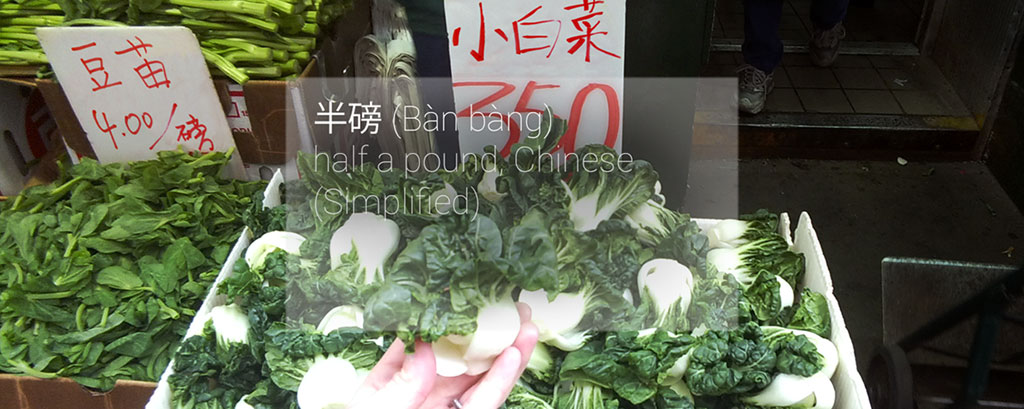 豆苗
4.00/磅
小白菜
350
半磅 (Bàn bàng)
half a pound, Chinese
(Simplified)